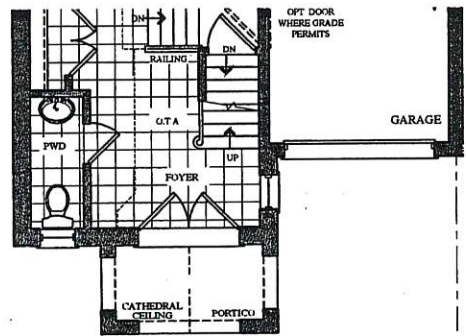 OPT DOOR
WHERE GRADE
PERMITS
DN
RAILING
DN
O.T A
GARAGE
PWD
UP
FOYER
CATHEDRAL
CEILING
PORTICO